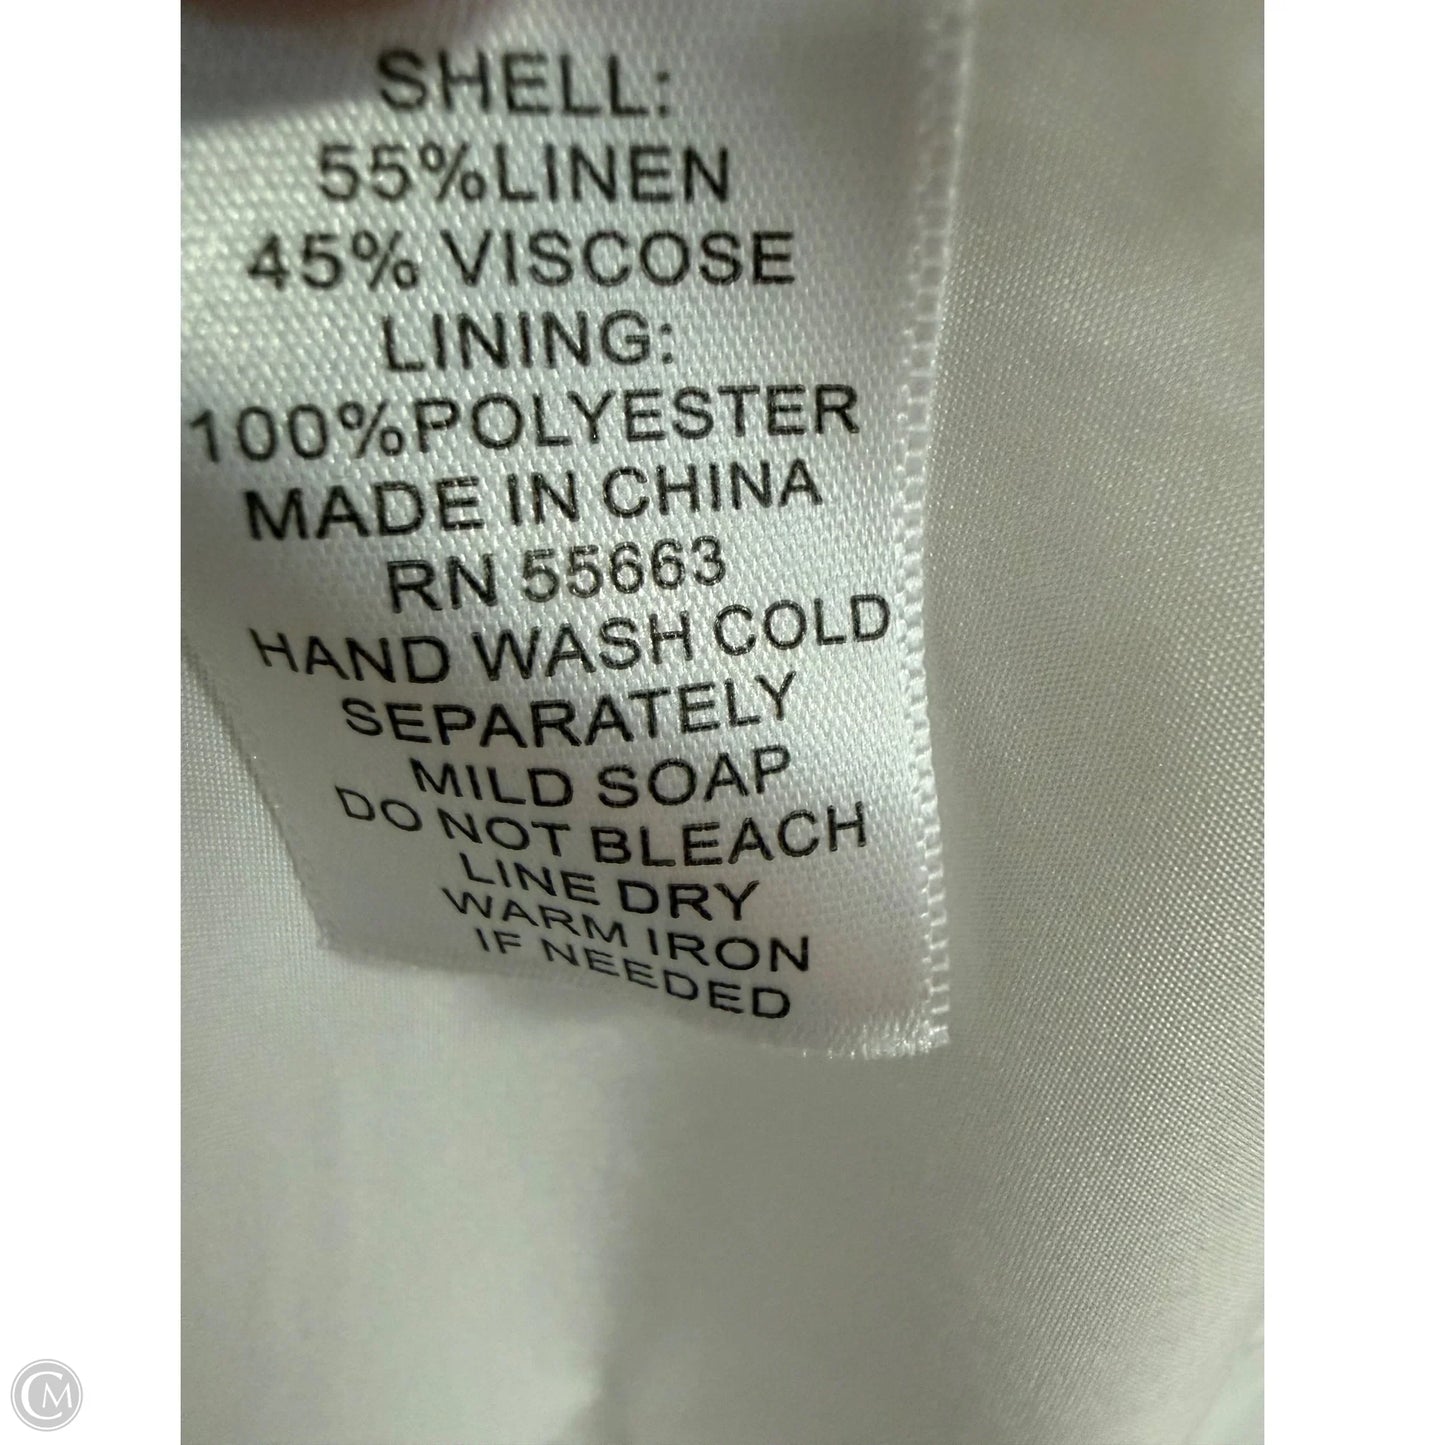 SHELL:
55%LINEN
45% VISCOSE
LINING:
100%POLYESTER
MADE IN CHINA
RN 55663
HAND WASH COLD
SEPARATELY
MILD SOAP
DO NOT BLEACH
LINE DRY
WARM IRON
IF NEEDED
CM